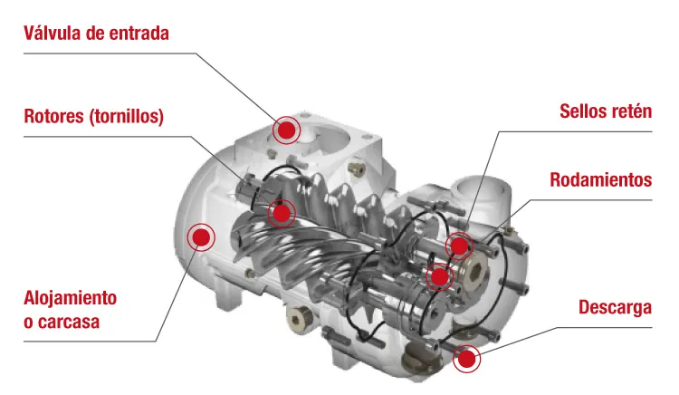 Válvula de entrada
Rotores (tornillos)
Sellos retén
Rodamientos
Alojamiento
o carcasa
Descarga